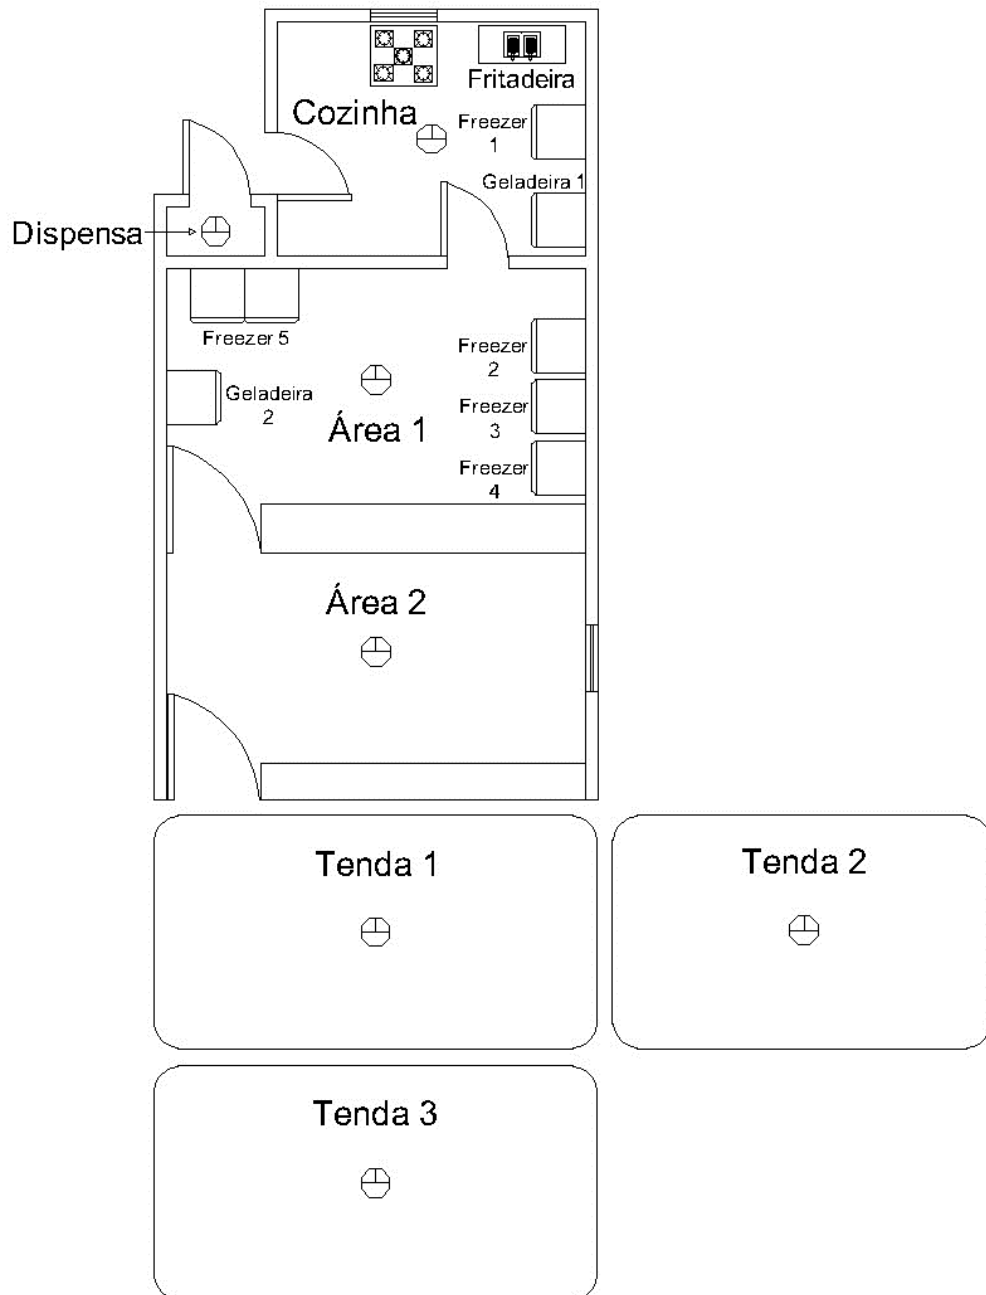 Fritadeira
Cozinha
Freezer
1
Geladeira 1
Dispensa
Freezer 5
Freezer
2
Geladeira
2
Freezer
3
Área 1
Freezer
4
Área 2
Tenda 1
Tenda 2
Tenda 3